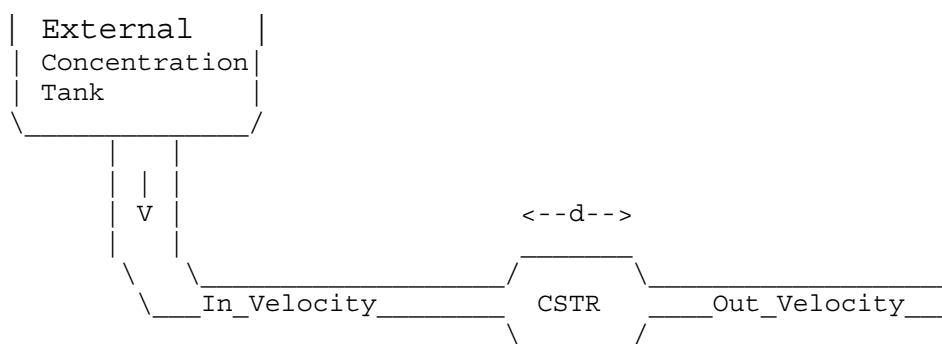 External
Concentration
Tank
V
<--d-->
In_Velocity CSTR Out_Velocity